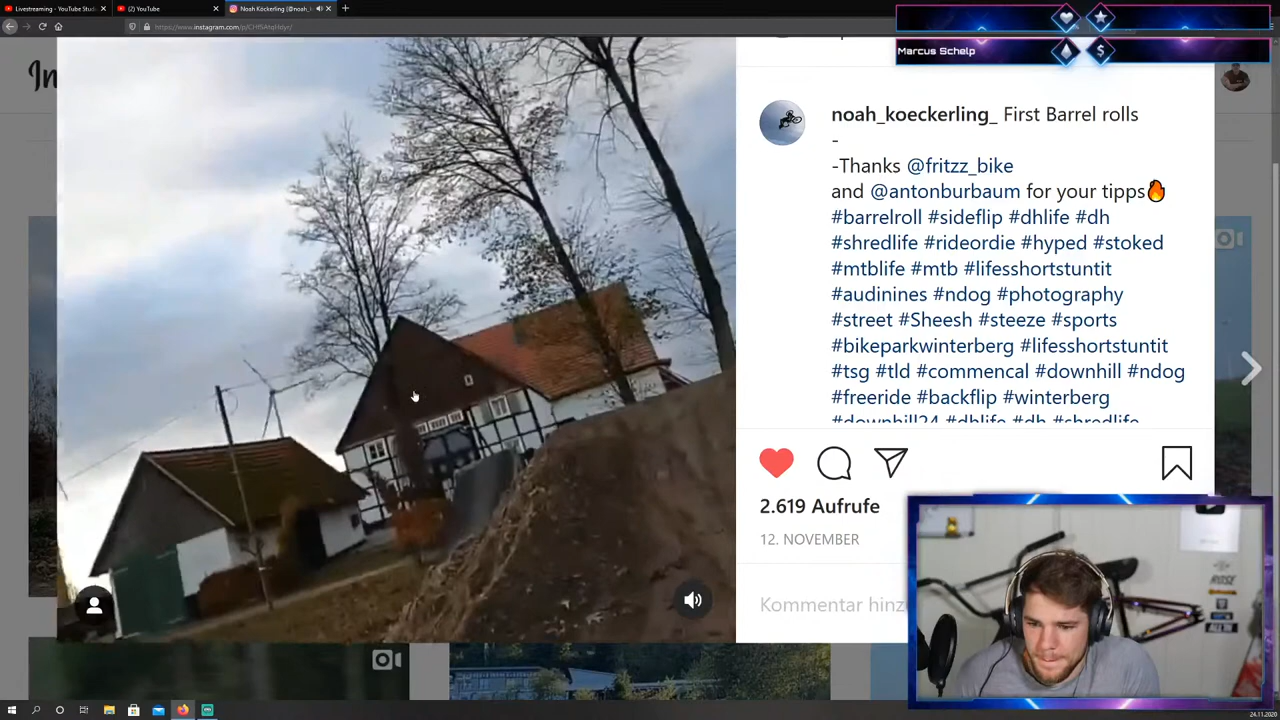 Livestreaming - YouTube Stud
(2) YouTube
Noah Köckerling (@noah_k
https://www.instagram.com/p/
Marcus Schelp
In
noah_koeckerling_ First Barrel rolls
-
-Thanks @fritzz_bike
and @antonburbaum for your tipps🔥
#barrelroll #sideflip #dhlife #dh
#shredlife #rideordie #hyped #stoked
#mtblife #mtb #lifesshortstuntit
#audinines #ndog #photography
#street #Sheesh #steeze #sports
#bikeparkwinterberg #lifesshortstuntit
#tsg #tld #commencal #downhill #ndog
#freeride #backflip #winterberg
#downhill24 #dhlife #dh #shredlife
2.619 Aufrufe
12. NOVEMBER
Kommentar hinz
24.11.2020